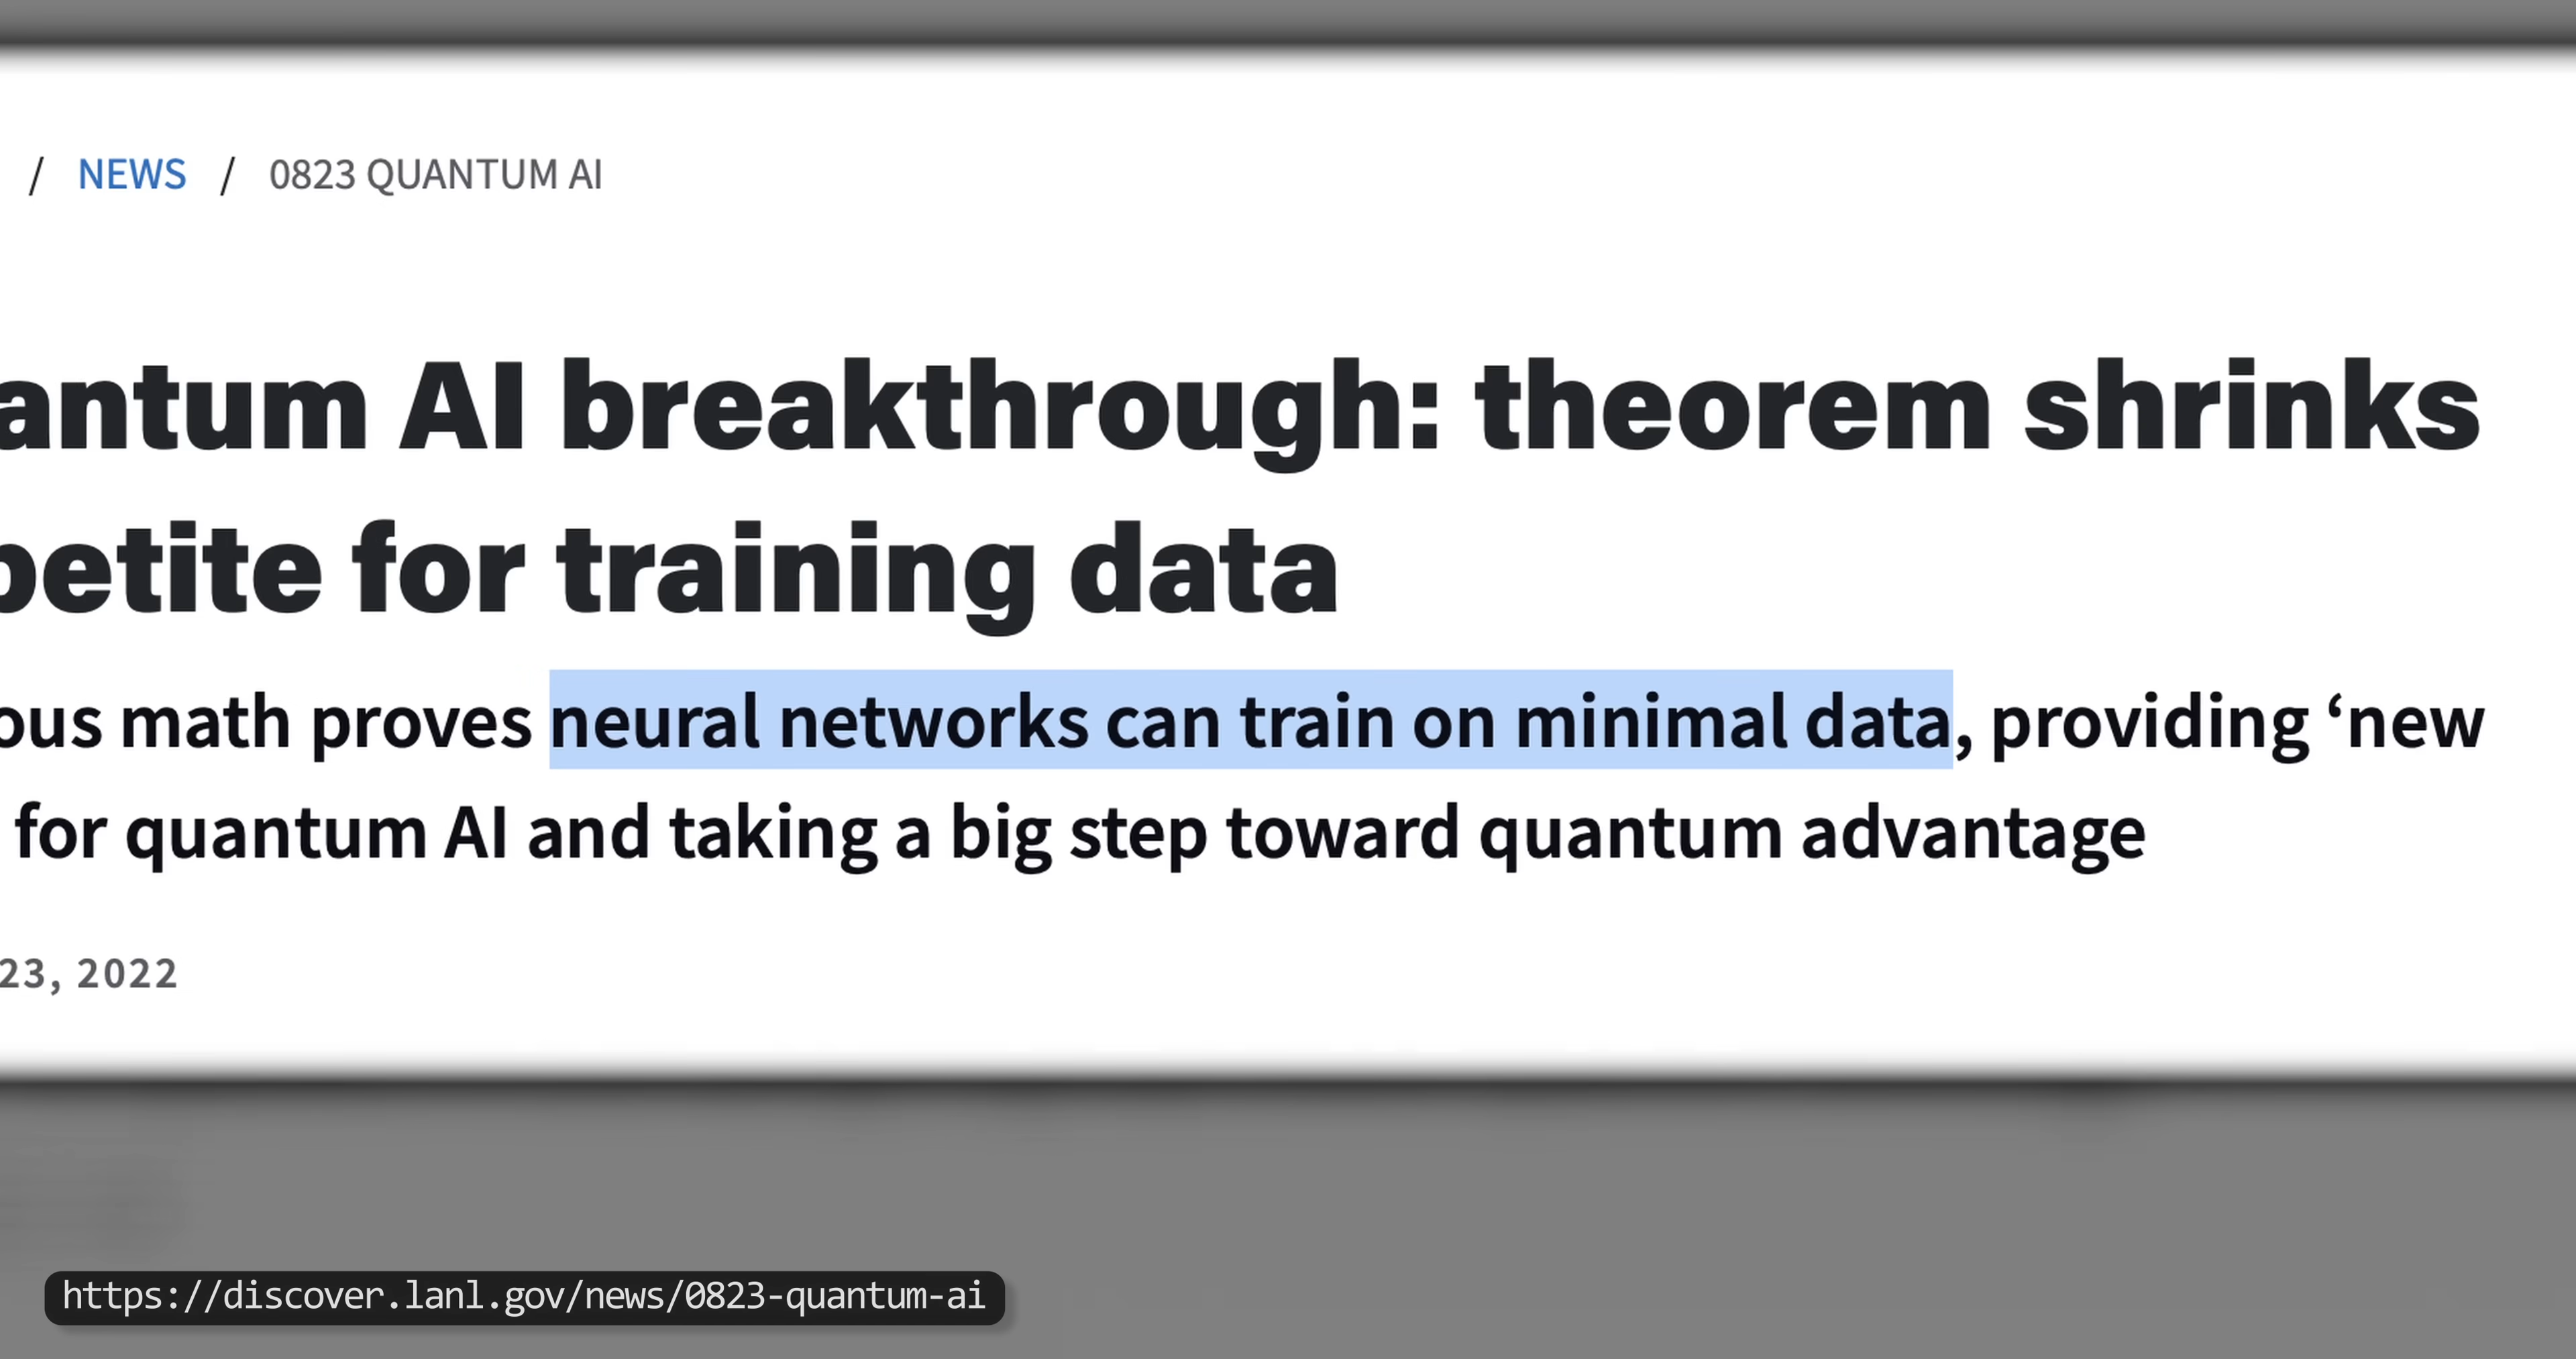 / NEWS / 0823 QUANTUM AI
antum AI breakthrough: theorem shrinks
petite for training data
ous math proves neural networks can train on minimal data, providing ‘new
for quantum AI and taking a big step toward quantum advantage
23, 2022
https://discover.lanl.gov/news/0823-quantum-ai